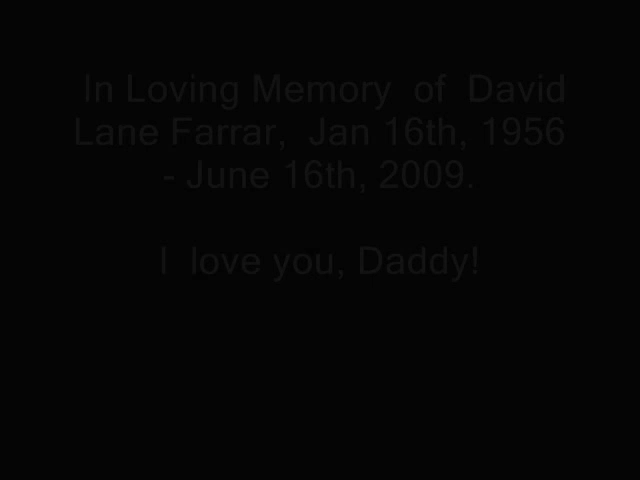 In Loving Memory of David
Lane Farrar, Jan 16th, 1956
- June 16th, 2009.
I love you, Daddy!